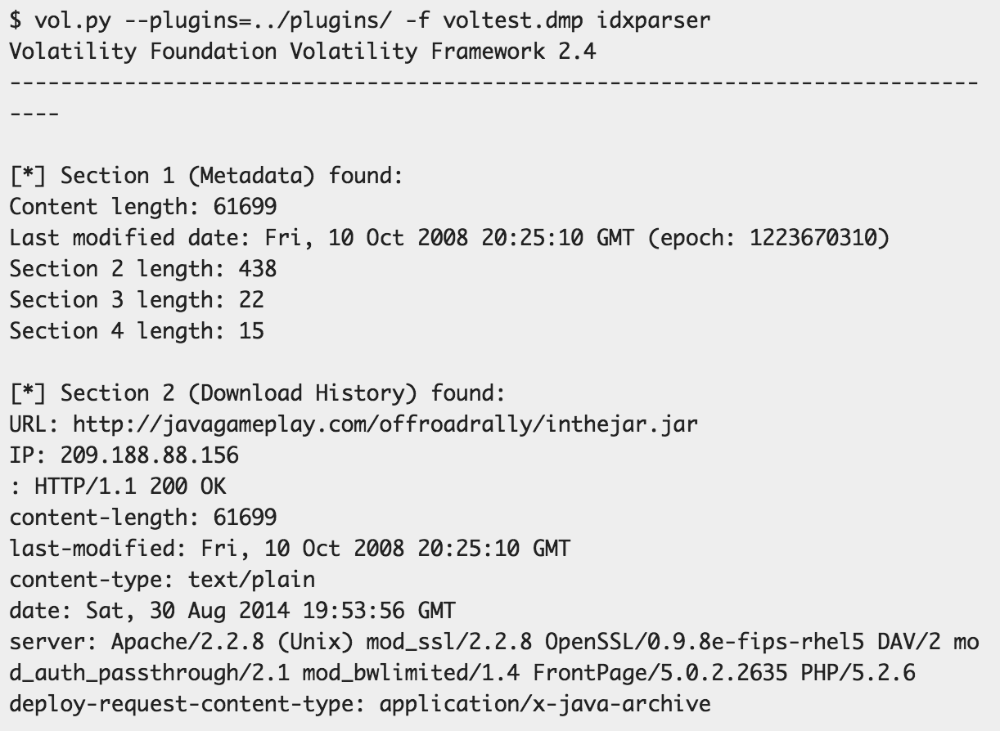 $ vol.py --plugins=../plugins/ -f voltest.dmp idxparser
Volatility Foundation Volatility Framework 2.4
----------------------------------------------------------------------------
----
[*] Section 1 (Metadata) found:
Content length: 61699
Last modified date: Fri, 10 Oct 2008 20:25:10 GMT (epoch: 1223670310)
Section 2 length: 438
Section 3 length: 22
Section 4 length: 15
[*] Section 2 (Download History) found:
URL: http://javagameplay.com/offroadrally/inthejar.jar
IP: 209.188.88.156
: HTTP/1.1 200 OK
content-length: 61699
last-modified: Fri, 10 Oct 2008 20:25:10 GMT
content-type: text/plain
date: Sat, 30 Aug 2014 19:53:56 GMT
server: Apache/2.2.8 (Unix) mod_ssl/2.2.8 OpenSSL/0.9.8e-fips-rhel5 DAV/2 mo
d_auth_passthrough/2.1 mod_bwlimited/1.4 FrontPage/5.0.2.2635 PHP/5.2.6
deploy-request-content-type: application/x-java-archive